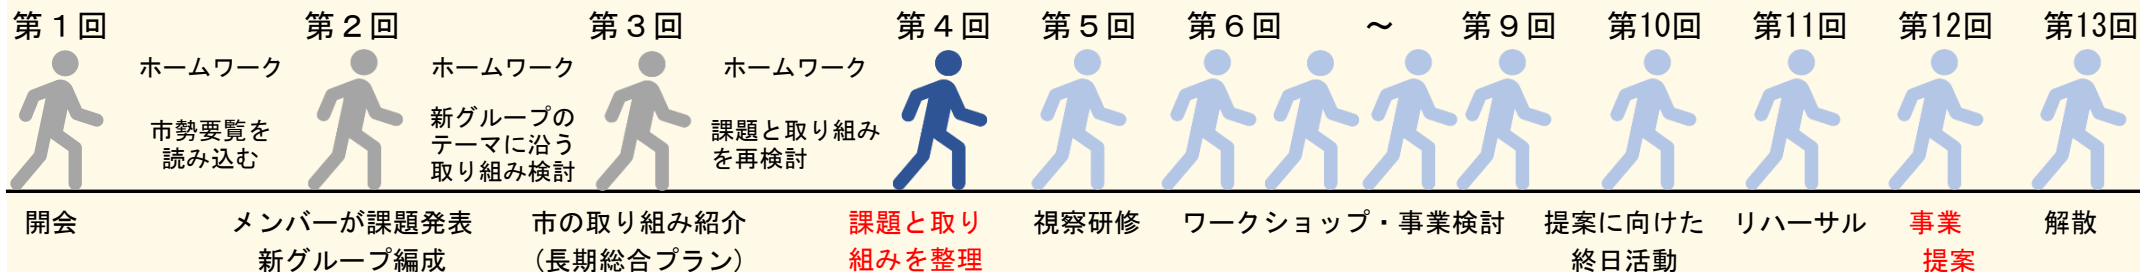 第１回
第２回
第３回
第４回
第５回
第６回
～
第９回
第10回
第11回
第12回
第13回
ホームワーク
市勢要覧を
読み込む
ホームワーク
新グループの
テーマに沿う
取り組み検討
ホームワーク
課題と取り組み
を再検討
開会
メンバーが課題発表
新グループ編成
市の取り組み紹介
(長期総合プラン)
課題と取り
組みを整理
視察研修
ワークショップ・事業検討
提案に向けた
終日活動
リハーサル
事業
提案
解散